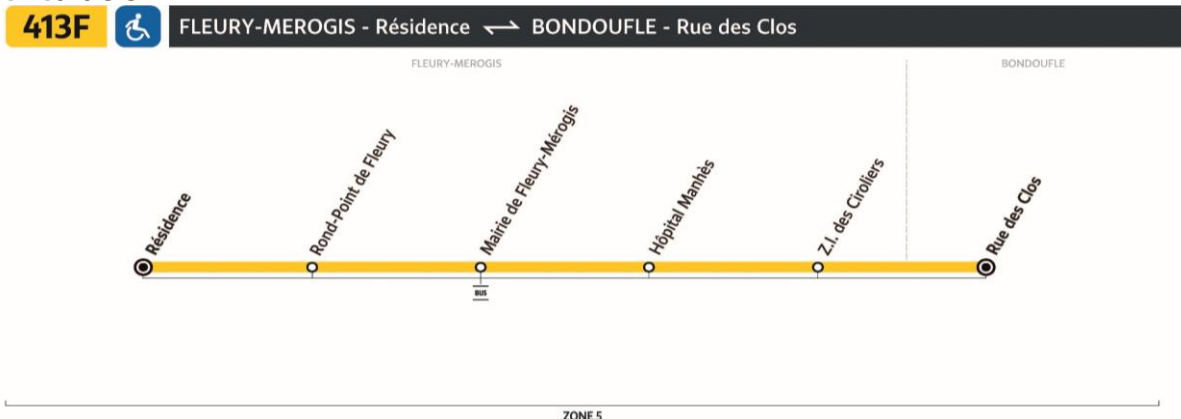 413F
FLEURY-MEROGIS - Résidence ⇌ BONDOUFLE - Rue des Clos
FLEURY-MEROGIS
BONDOUFLE
Résidence
Rond-Point de Fleury
Mairie de Fleury-Mérogis
Hôpital Manhès
Z.I. des Ciroliers
Rue des Clos
BUS
ZONE 5